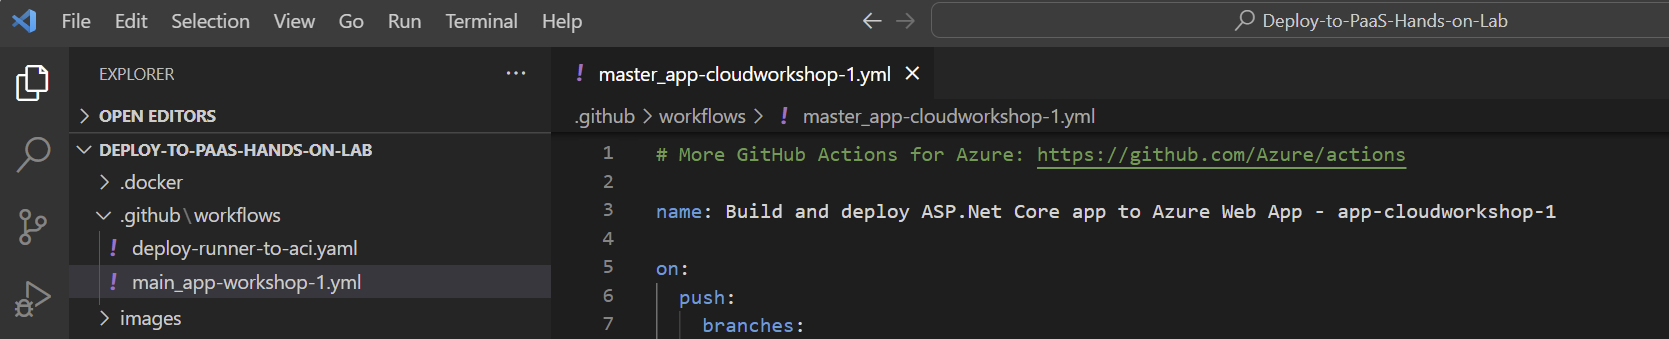 File Edit Selection View Go Run Terminal Help
Deploy-to-PaaS-Hands-on-Lab
EXPLORER
OPEN EDITORS
DEPLOY-TO-PAAS-HANDS-ON-LAB
.docker
.github\workflows
! deploy-runner-to-aci.yaml
! main_app-workshop-1.yml
images
! master_app-cloudworkshop-1.yml
.github > workflows > ! master_app-cloudworkshop-1.yml
1 # More GitHub Actions for Azure: https://github.com/Azure/actions
2
3 name: Build and deploy ASP.Net Core app to Azure Web App - app-cloudworkshop-1
4
5 on:
6 push:
7 branches: